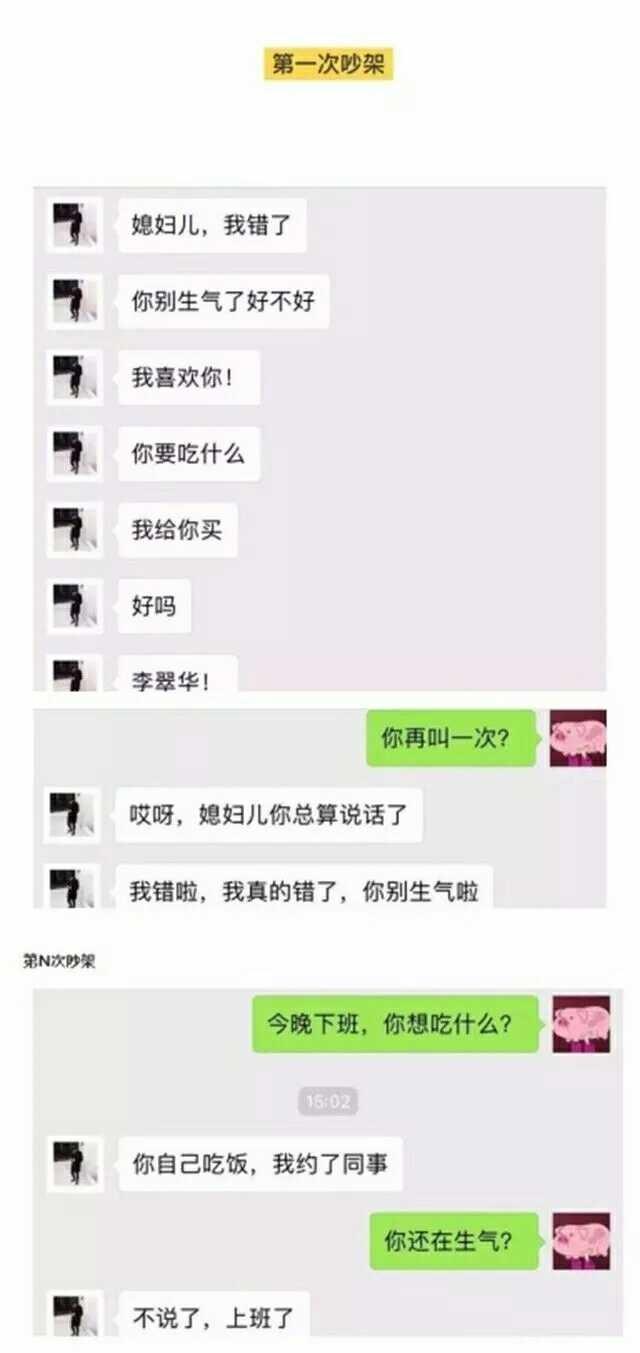 第一次吵架
媳妇儿，我错了
你别生气了好不好
我喜欢你！
你要吃什么
我给你买
好吗
李翠华！
你再叫一次？
哎呀，媳妇儿你总算说话了
我错啦，我真的错了，你别生气啦
第N次吵架
今晚下班，你想吃什么？
15:02
你自己吃饭，我约了同事
你还在生气？
不说了，上班了